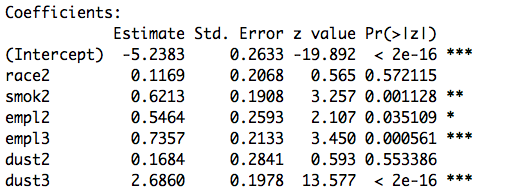 Coefficients:
Estimate Std. Error z value Pr(>|z|)
(Intercept) -5.2383 0.2633 -19.892 < 2e-16 ***
race2 0.1169 0.2068 0.565 0.572115
smok2 0.6213 0.1908 3.257 0.001128 **
empl2 0.5464 0.2593 2.107 0.035109 *
empl3 0.7357 0.2133 3.450 0.000561 ***
dust2 0.1684 0.2841 0.593 0.553386
dust3 2.6860 0.1978 13.577 < 2e-16 ***